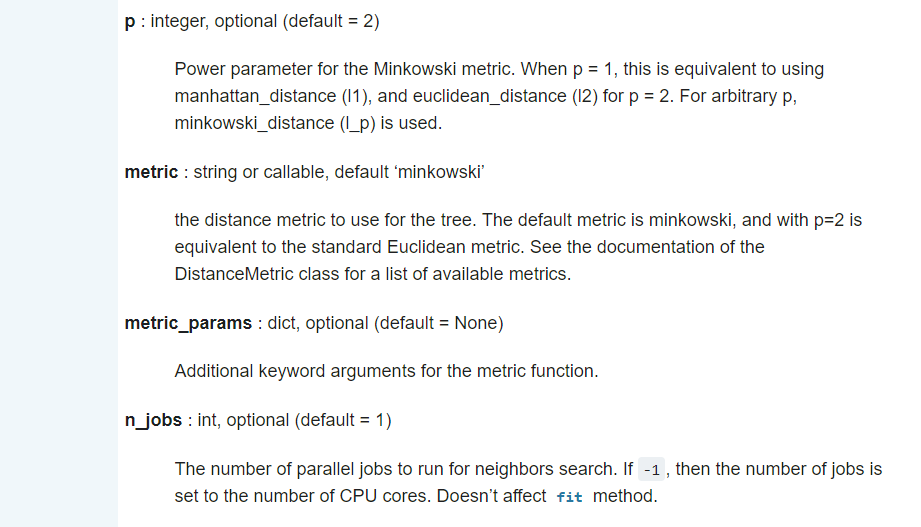 p : integer, optional (default = 2)
Power parameter for the Minkowski metric. When p = 1, this is equivalent to using
manhattan_distance (l1), and euclidean_distance (l2) for p = 2. For arbitrary p,
minkowski_distance (l_p) is used.
metric : string or callable, default ‘minkowski’
the distance metric to use for the tree. The default metric is minkowski, and with p=2 is
equivalent to the standard Euclidean metric. See the documentation of the
DistanceMetric class for a list of available metrics.
metric_params : dict, optional (default = None)
Additional keyword arguments for the metric function.
n_jobs : int, optional (default = 1)
The number of parallel jobs to run for neighbors search. If -1, then the number of jobs is
set to the number of CPU cores. Doesn’t affect fit method.